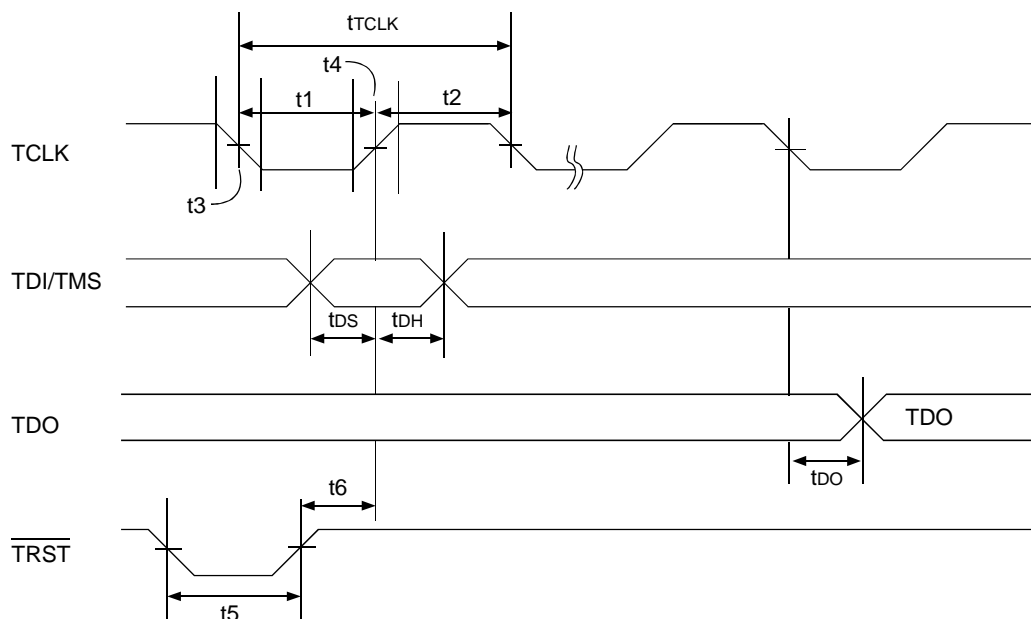 tTCLK
t4
t1
t2
TCLK
t3
TDI/TMS
tDS
tDH
TDO
TDO
tDO
t6
TRST
t5